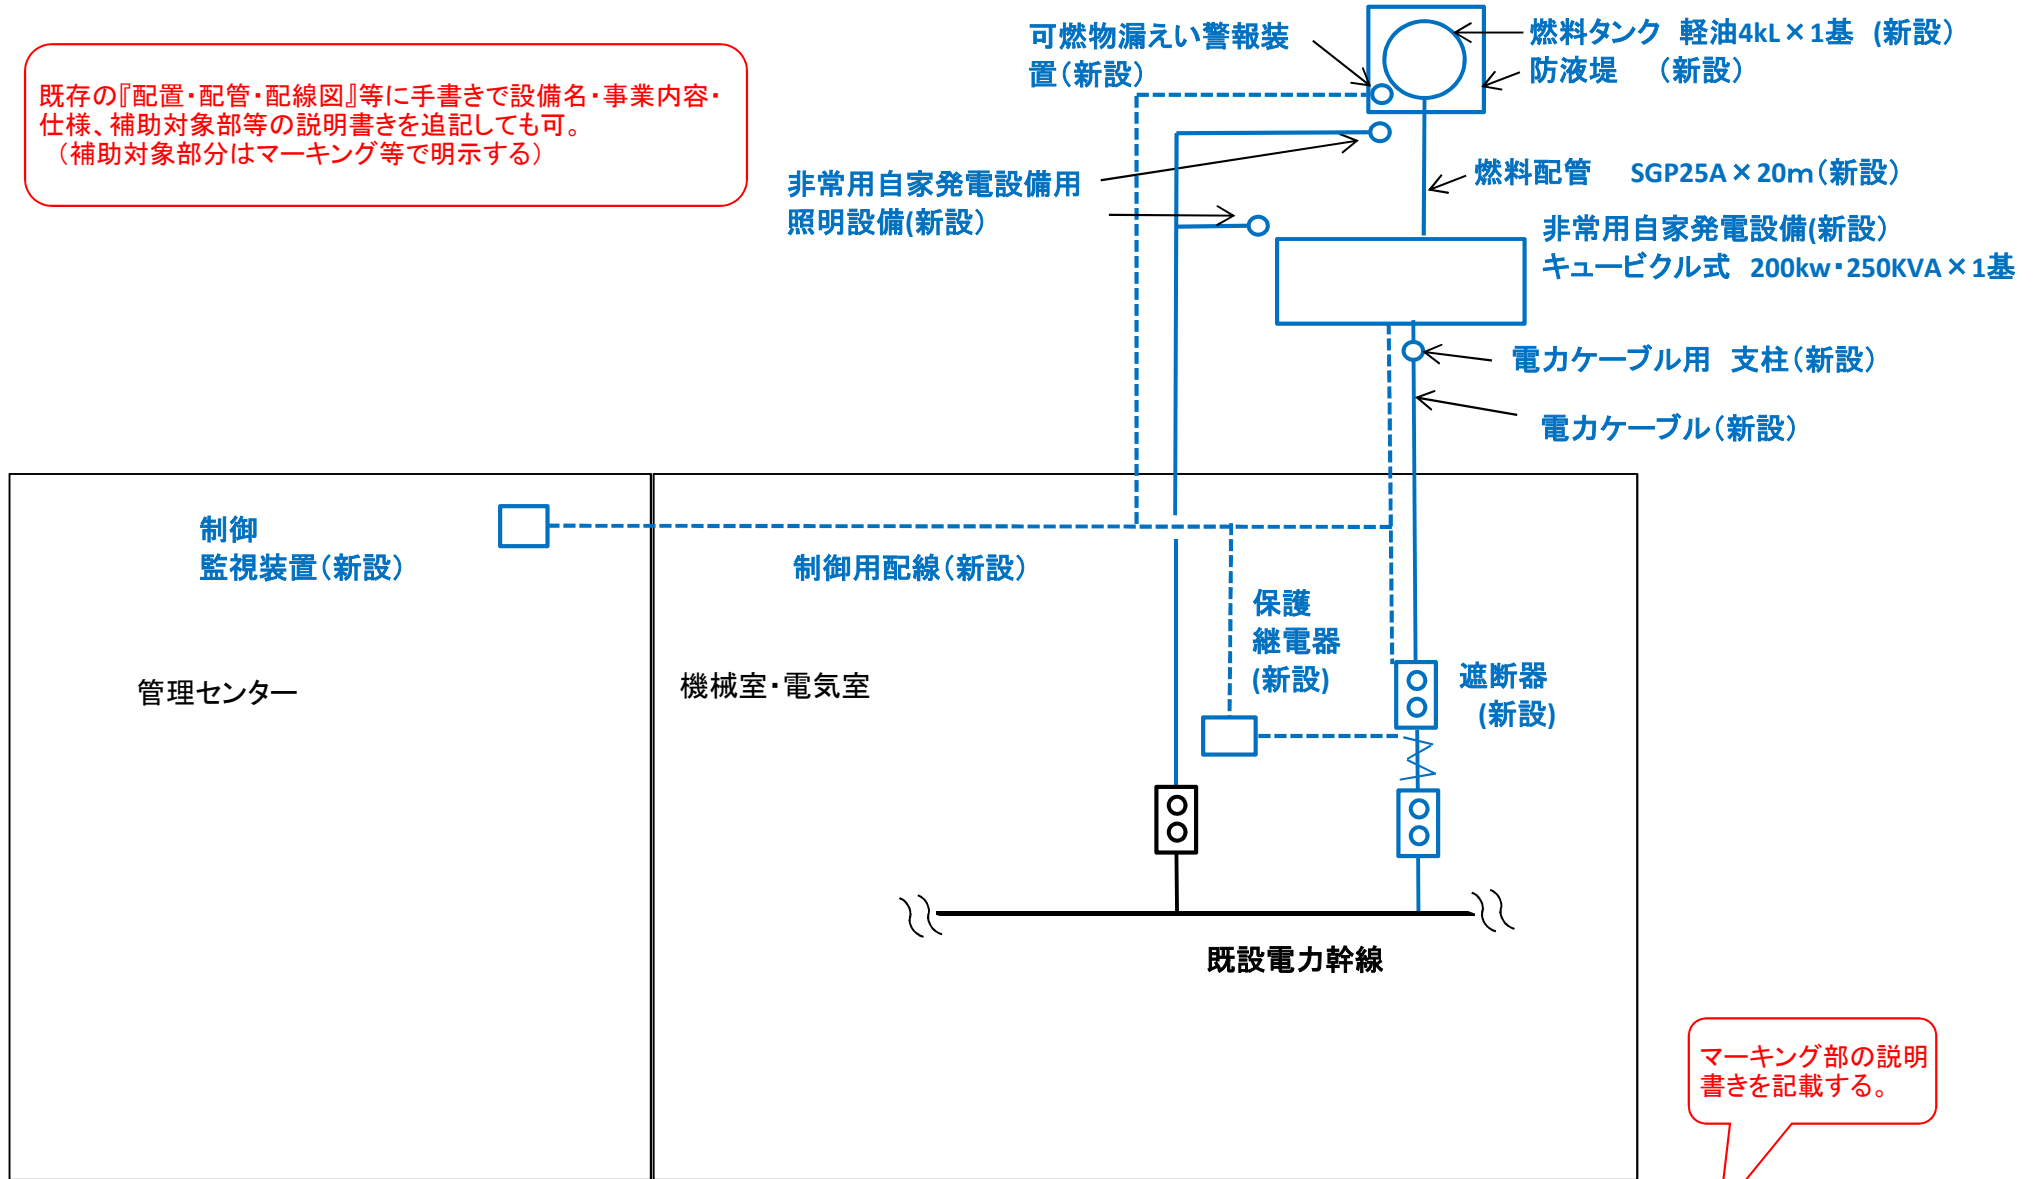 既存の『配置・配管・配線図』等に手書きで設備名・事業内容・
仕様、補助対象部等の説明書きを追記しても可。
（補助対象部分はマーキング等で明示する）
可燃物漏えい警報装
置（新設）
燃料タンク　軽油4kL×1基　(新設）
防液堤　（新設）
非常用自家発電設備用
照明設備(新設）
燃料配管　SGP25A×20m（新設）
非常用自家発電設備(新設）
キュービクル式　200kw・250KVA×1基
電力ケーブル用　支柱（新設）
電力ケーブル（新設）
制御
監視装置（新設）
制御用配線（新設）
保護
継電器
(新設)
遮断器
(新設)
管理センター
機械室・電気室
既設電力幹線
マーキング部の説明
書きを記載する。